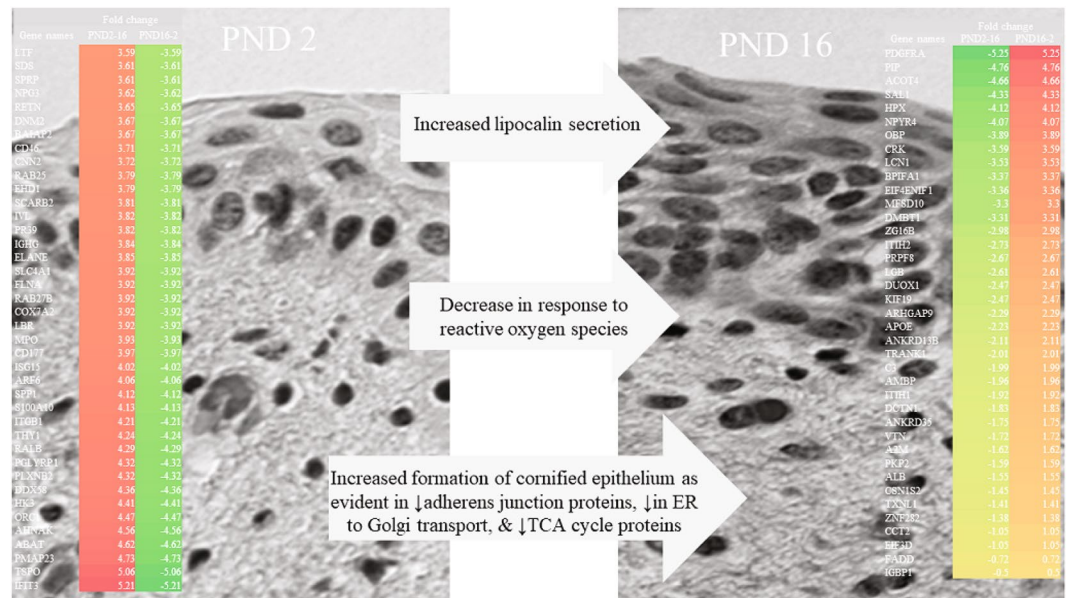 Fold change
Gene names PND2-16 PND16-2
LTF 3.59 -3.59
SDS 3.61 -3.61
SPRP 3.61 -3.61
NPG3 3.62 -3.62
RETN 3.65 -3.65
DNM2 3.67 -3.67
BAIAP2 3.67 -3.67
CD46 3.71 -3.71
CNN2 3.72 -3.72
RAB25 3.79 -3.79
EHD1 3.79 -3.79
SCARB2 3.81 -3.81
IVL 3.82 -3.82
PR39 3.82 -3.82
IGHG 3.84 -3.84
ELANE 3.85 -3.85
SLC4A1 3.92 -3.92
FLNA 3.92 -3.92
RAB27B 3.92 -3.92
COX7A2 3.92 -3.92
LBR 3.92 -3.92
MPO 3.93 -3.93
CD177 3.97 -3.97
ISG15 4.02 -4.02
ARF6 4.06 -4.06
SPP1 4.12 -4.12
S100A10 4.13 -4.13
ITGB1 4.21 -4.21
THY1 4.24 -4.24
RALB 4.29 -4.29
PGLYRP1 4.32 -4.32
PLXNB2 4.32 -4.32
DDX58 4.36 -4.36
HK3 4.41 -4.41
4.47 -4.47
AHNAK 4.56 -4.56
ABAT 4.62 -4.62
PMAP23 4.73 -4.73
TSPO 5.06 -5.06
IFIT3 5.21 -5.21
PND 2
Increased lipocalin secretion
Decrease in response to
reactive oxygen species
Increased formation of cornified epithelium as
evident in ↓adherens junction proteins, ↓in ER
to Golgi transport, & ↓TCA cycle proteins
PND 16
Fold change
Gene names PND2-16 PND16-2
PDGFRA -5.25 5.25
PIP -4.76 4.76
ACOT4 -4.66 4.66
SAL1 -4.33 4.33
HPX -4.12 4.12
NPYR4 -4.07 4.07
OBP -3.89 3.89
CRK -3.59 3.59
LCN1 -3.53 3.53
BPIFA1 -3.37 3.37
EIF4ENIF1 -3.36 3.36
MFSD10 -3.3 3.3
DMBT1 -3.31 3.31
ZG16B -2.98 2.98
ITIH2 -2.73 2.73
PRPF8 -2.67 2.67
LGB -2.61 2.61
DUOX1 -2.47 2.47
KIF19 -2.47 2.47
ARHGAP9 -2.29 2.29
APOE -2.23 2.23
ANKRD13B -2.11 2.11
TRANK1 -2.01 2.01
C3 -1.99 1.99
AMBP -1.96 1.96
ITIH1 -1.92 1.92
DCTN1 -1.83 1.83
ANKRD35 -1.75 1.75
VTN -1.72 1.72
A2M -1.62 1.62
PKP2 -1.59 1.59
ALB -1.55 1.55
CSN1S2 -1.45 1.45
TXNL1 -1.41 1.41
ZNF282 -1.38 1.38
CCT2 -1.05 1.05
EIF3D -1.05 1.05
FADD -0.72 0.72
IGBP1 -0.5 0.5